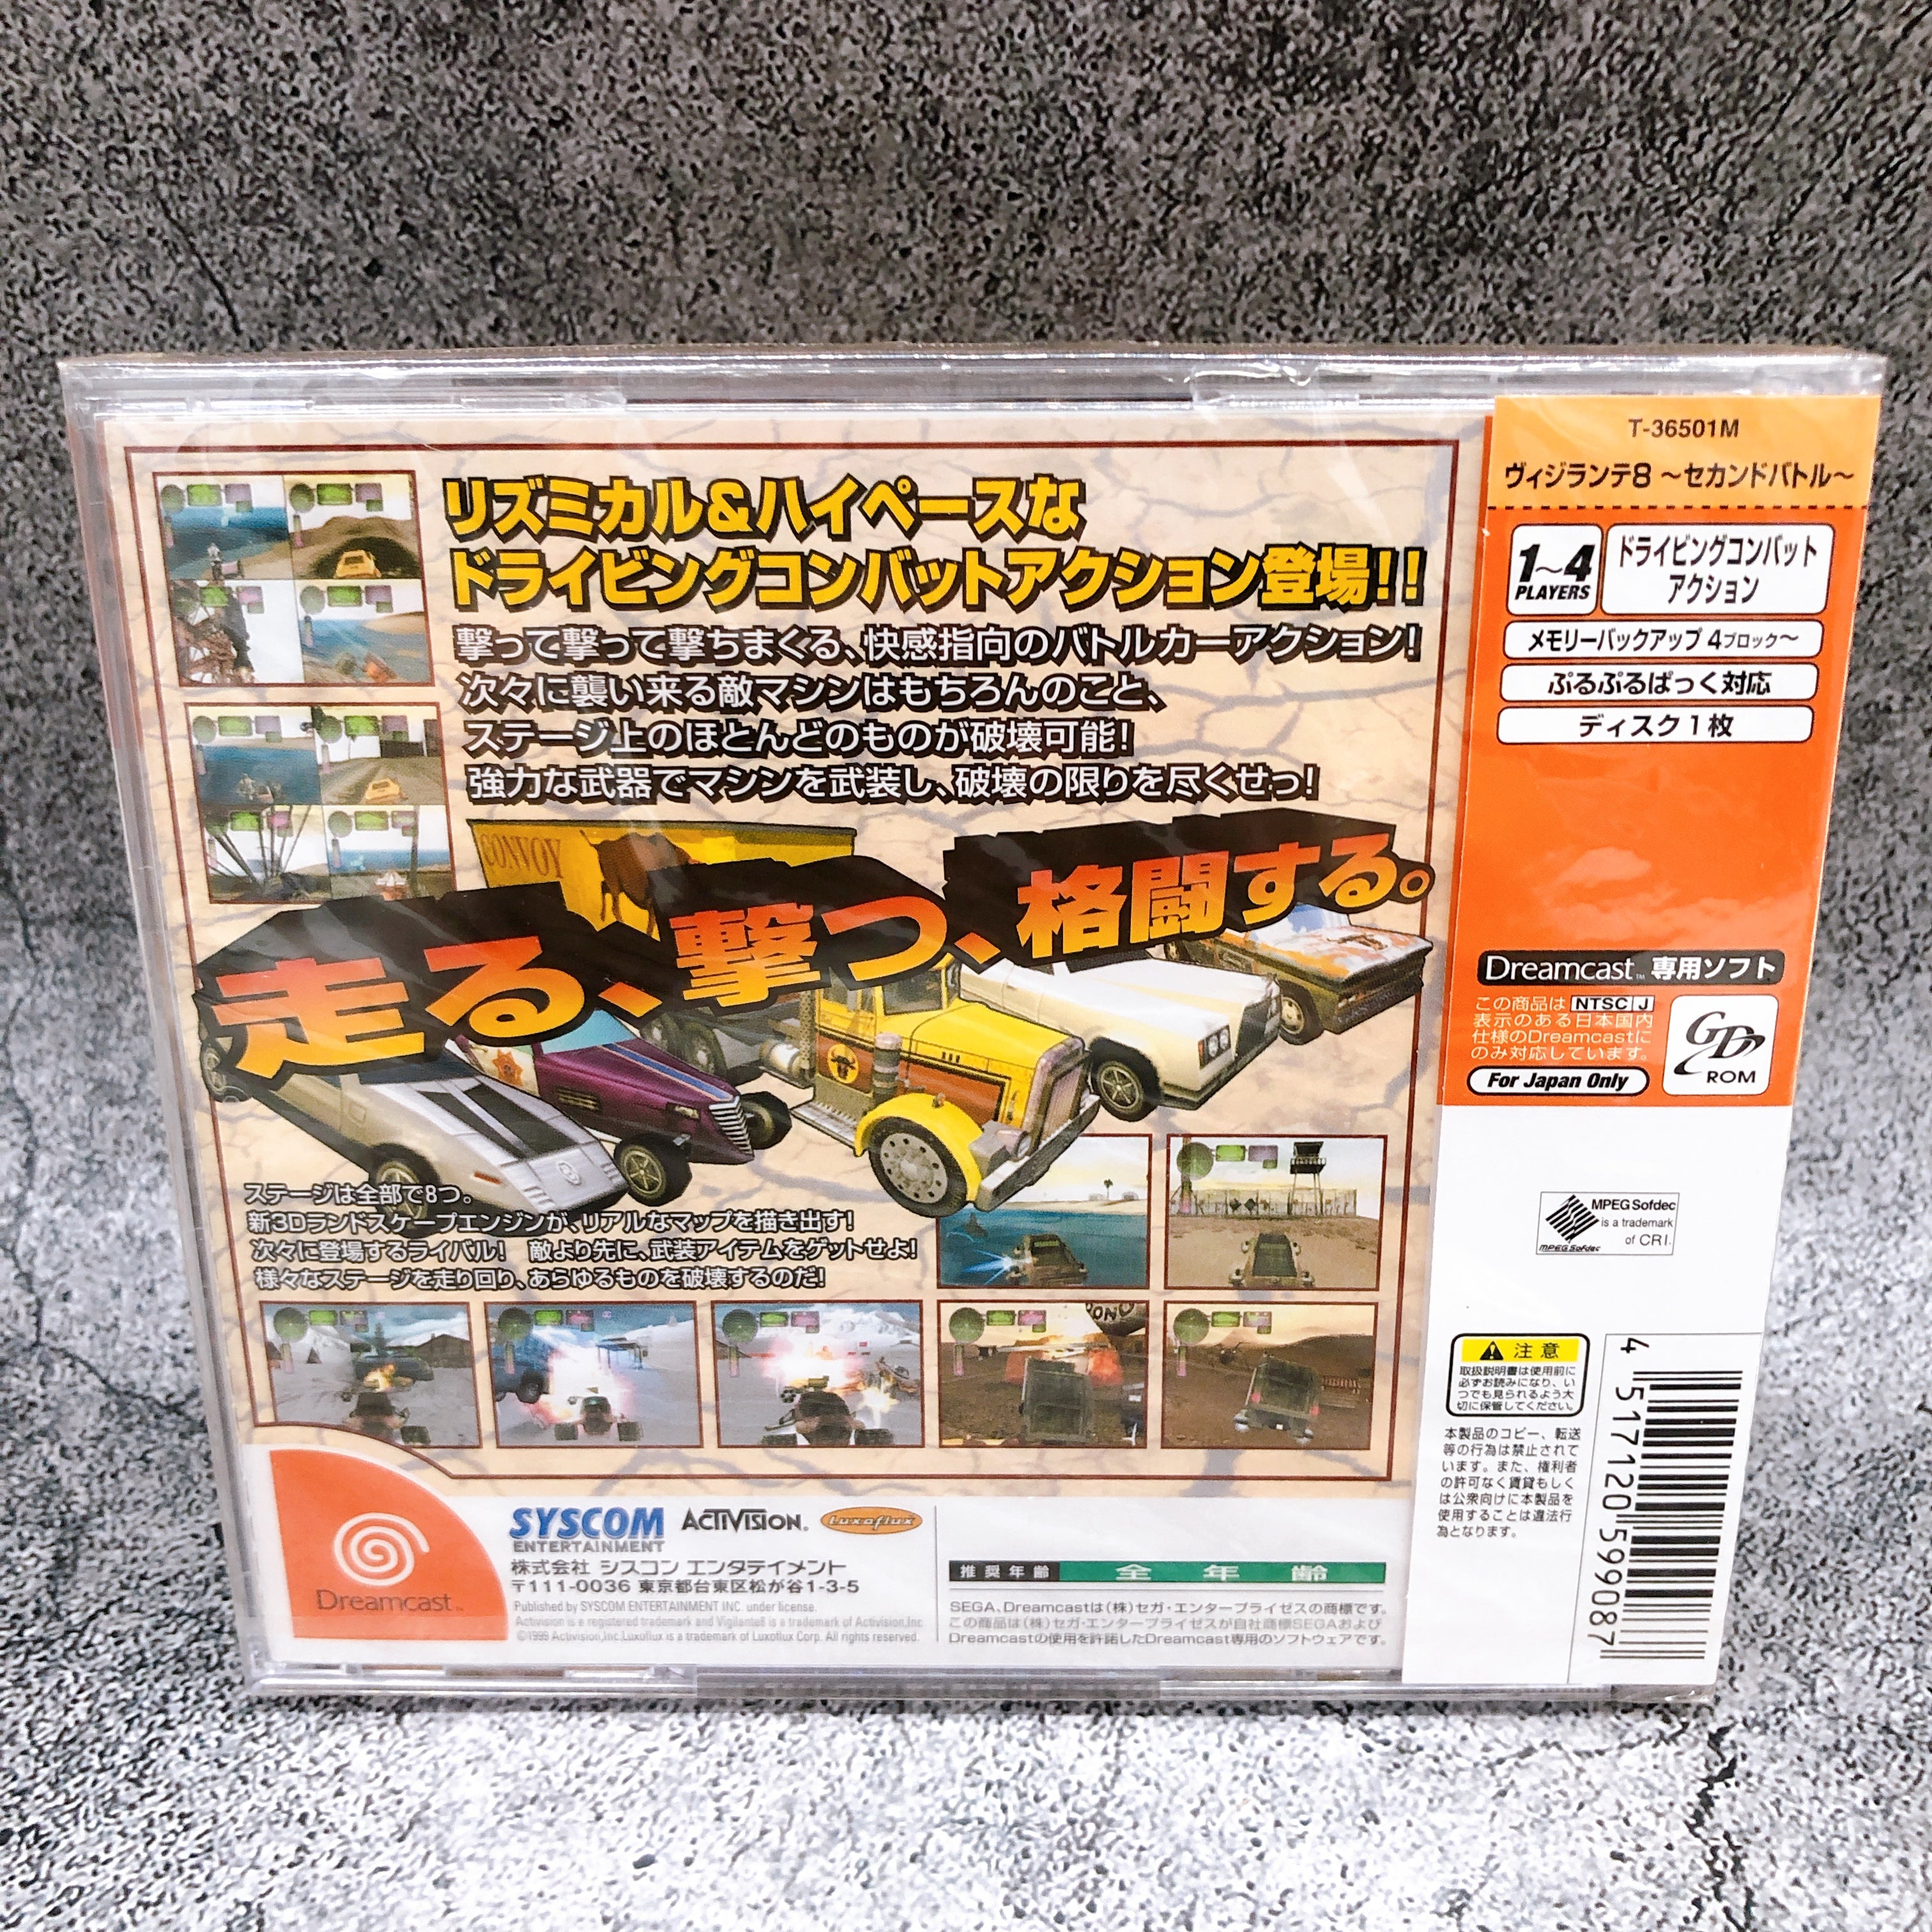 リズミカル&ハイペースな
ドライビングコンバットアクション登場!!
撃って撃って撃ちまくる、快感指向のバトルカーアクション!
次々に襲い来る敵マシンはもちろんのこと、
ステージ上のほとんどのものが破壊可能!
強力な武器でマシンを武装し、破壊の限りを尽くせっ!
CONVOY
走る、撃つ、格闘する。
ステージは全部で8つ。
新3Dランドスケープエンジンが、リアルなマップを描き出す!
次々に登場するライバル! 敵より先に、武装アイテムをゲットせよ!
様々なステージを走り回り、あらゆるものを破壊するのだ!
Dreamcast™
SYSCOM
ENTERTAINMENT
ACTIVISION®
Luxoflux
株式会社 シスコン エンタテイメント
〒111-0036 東京都台東区松が谷1-3-5
Published by SYSCOM ENTERTAINMENT INC. under license.
Activision is a registered trademark and Vigilante8 is a trademark of Activision,Inc.
©1999 Activision,Inc.Luxoflux is a trademark of Luxoflux Corp. All rights reserved.
推奨年齢 全年齢
SEGA、Dreamcastは(株)セガ・エンタープライゼスの商標です。
この商品は(株)セガ・エンタープライゼスが自社商標SEGAおよび
Dreamcastの使用を許諾したDreamcast専用のソフトウェアです。
T-36501M
ヴィジランテ8 ～セカンドバトル～
1～4
PLAYERS
ドライビングコンバット
アクション
メモリーバックアップ 4ブロック～
ぷるぷるぱっく対応
ディスク1枚
Dreamcast™ 専用ソフト
この商品は NTSC J
表示のある日本国内
仕様のDreamcastに
のみ対応しています。
For Japan Only
GD
ROM
MPEG Sofdec
is a trademark
of CRI.
MPEG Sofdec
注意
取扱説明書は使用前に
必ずお読みになり、い
つでも見られるよう大
切に保管してください。
本製品のコピー、転送
等の行為は禁止されて
います。また、権利者
の許可なく賃貸もしく
は公衆向けに本製品を
使用することは違法行
為となります。
4 517120 599087